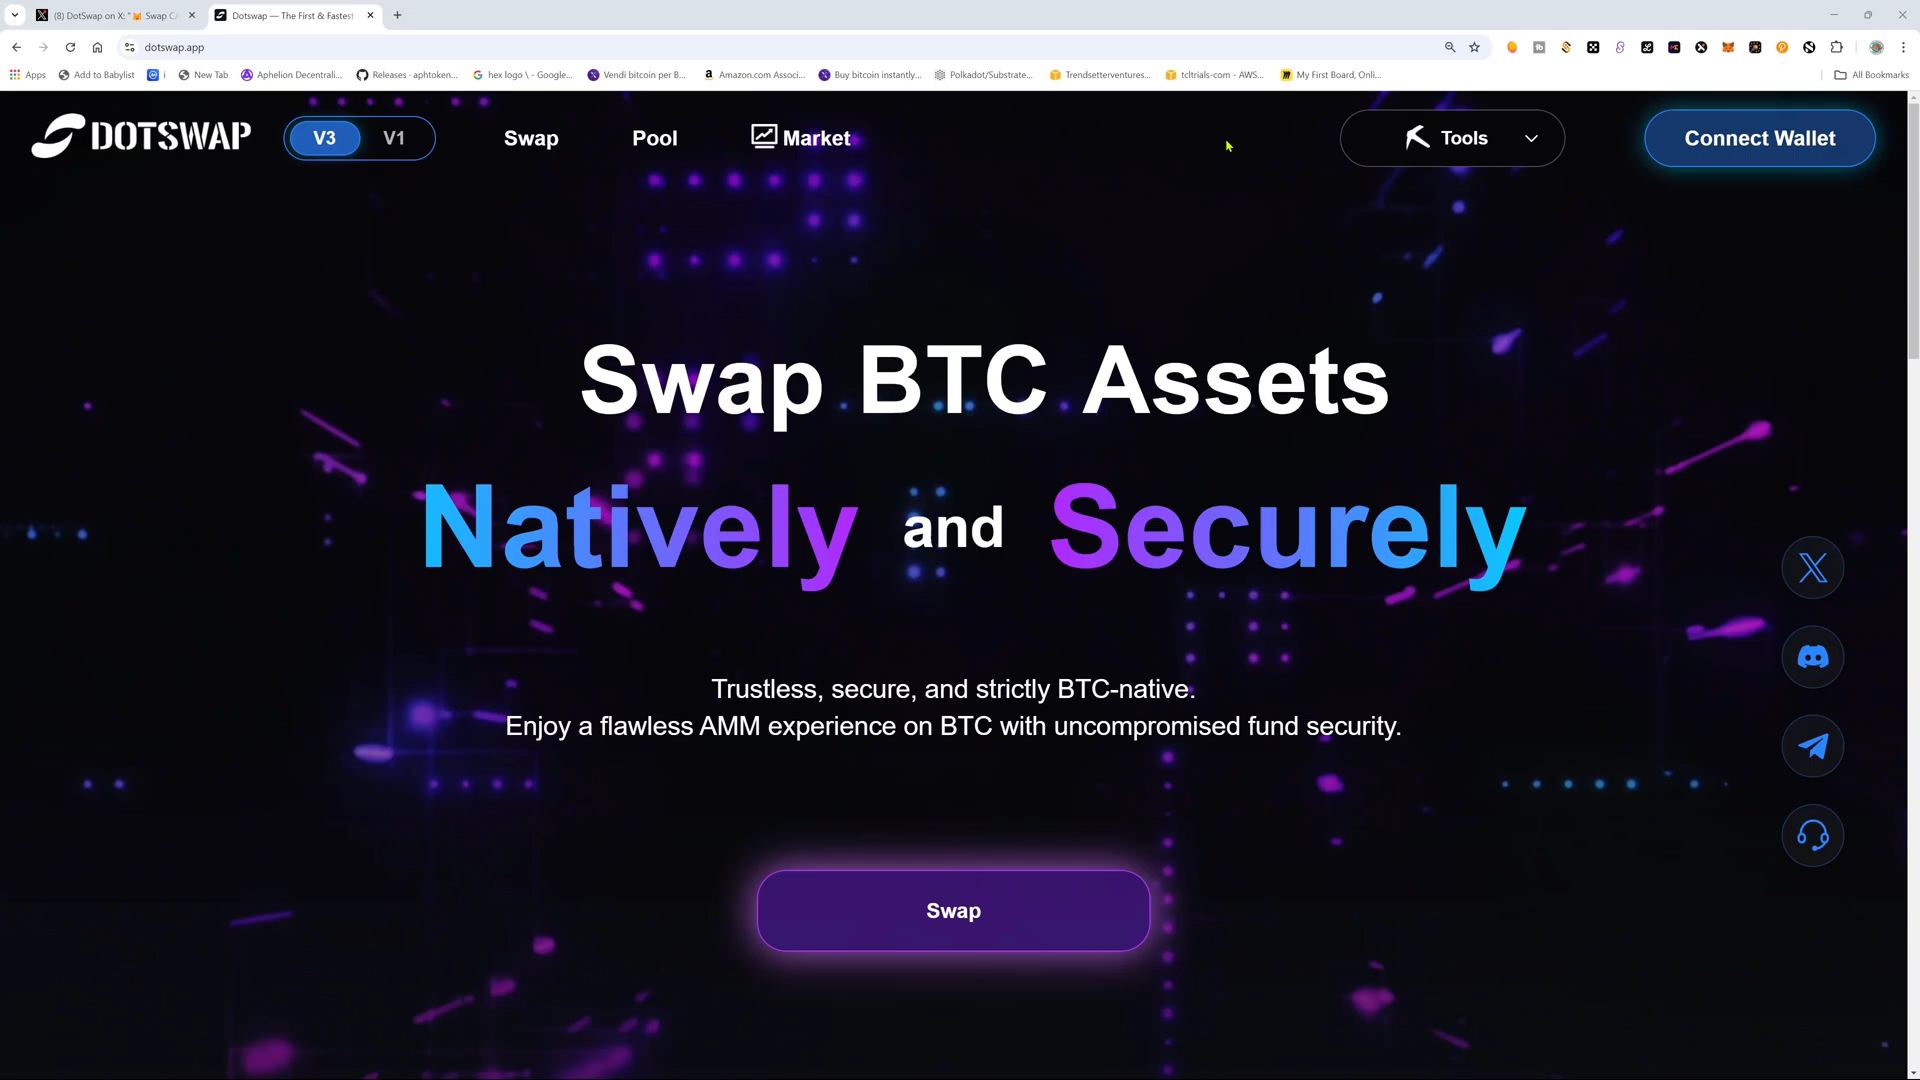 (8) DotSwap on X: "🦊 Swap CA
Dotswap — The First & Fastest
dotswap.app
Apps
Add to Babylist
i
New Tab
Aphelion Decentrali...
Releases · aphtoken...
hex logo \ - Google...
Vendi bitcoin per B...
Amazon.com Associ...
Buy bitcoin instantly...
Polkadot/Substrate...
Trendsetterventures...
tcltrials-com - AWS...
My First Board, Onli...
All Bookmarks
DOTSWAP
V3
V1
Swap
Pool
Market
Tools
Connect Wallet
Swap BTC Assets
Natively and Securely
Trustless, secure, and strictly BTC-native.
Enjoy a flawless AMM experience on BTC with uncompromised fund security.
Swap